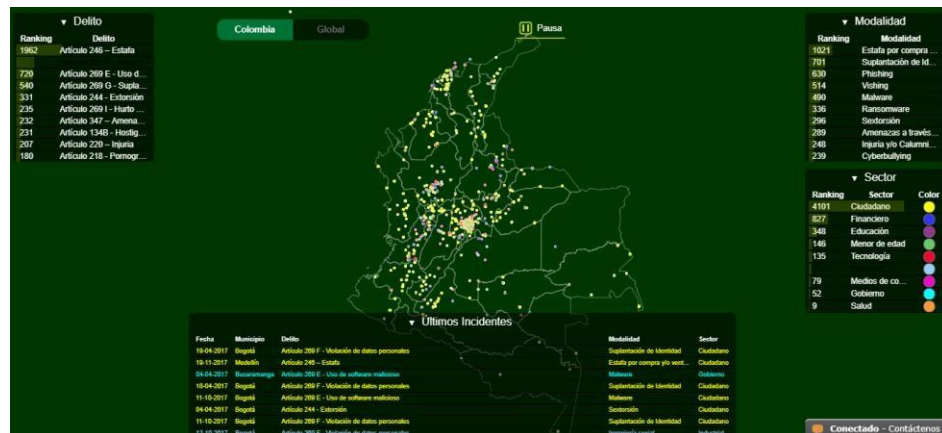 ▼ Delito
Ranking Delito
1962 Artículo 246 – Estafa
720 Artículo 269 E - Uso d...
540 Artículo 269 G - Supla...
331 Artículo 244 - Extorsión
235 Artículo 269 I - Hurto ...
232 Artículo 347 – Amena...
231 Artículo 134B - Hostig...
207 Artículo 220 – Injuria
180 Artículo 218 - Pornogr...
Colombia Global
Pausa
▼ Modalidad
Ranking Modalidad
1021 Estafa por compra ...
701 Suplantación de Id...
630 Phishing
514 Vishing
490 Malware
336 Ransomware
296 Sextorsión
289 Amenazas a través...
248 Injuria y/o Calumni...
239 Cyberbullying
▼ Sector
Ranking Sector Color
4101 Ciudadano
827 Financiero
348 Educación
146 Menor de edad
135 Tecnología
79 Medios de co...
52 Gobierno
9 Salud
▼ Últimos Incidentes
Fecha Municipio Delito Modalidad Sector
19-04-2017 Bogotá Artículo 269 F - Violación de datos personales Suplantación de Identidad Ciudadano
19-11-2017 Medellín Artículo 246 – Estafa Estafa por compra y/o vent... Ciudadano
04-04-2017 Bucaramanga Artículo 269 E - Uso de software malicioso Malware Gobierno
18-04-2017 Bogotá Artículo 269 F - Violación de datos personales Suplantación de Identidad Ciudadano
11-10-2017 Bogotá Artículo 269 E - Uso de software malicioso Malware Ciudadano
04-04-2017 Bogotá Artículo 244 - Extorsión Sextorsión Ciudadano
11-10-2017 Bogotá Artículo 269 F - Violación de datos personales Suplantación de Identidad Ciudadano
Conectado - Contáctenos